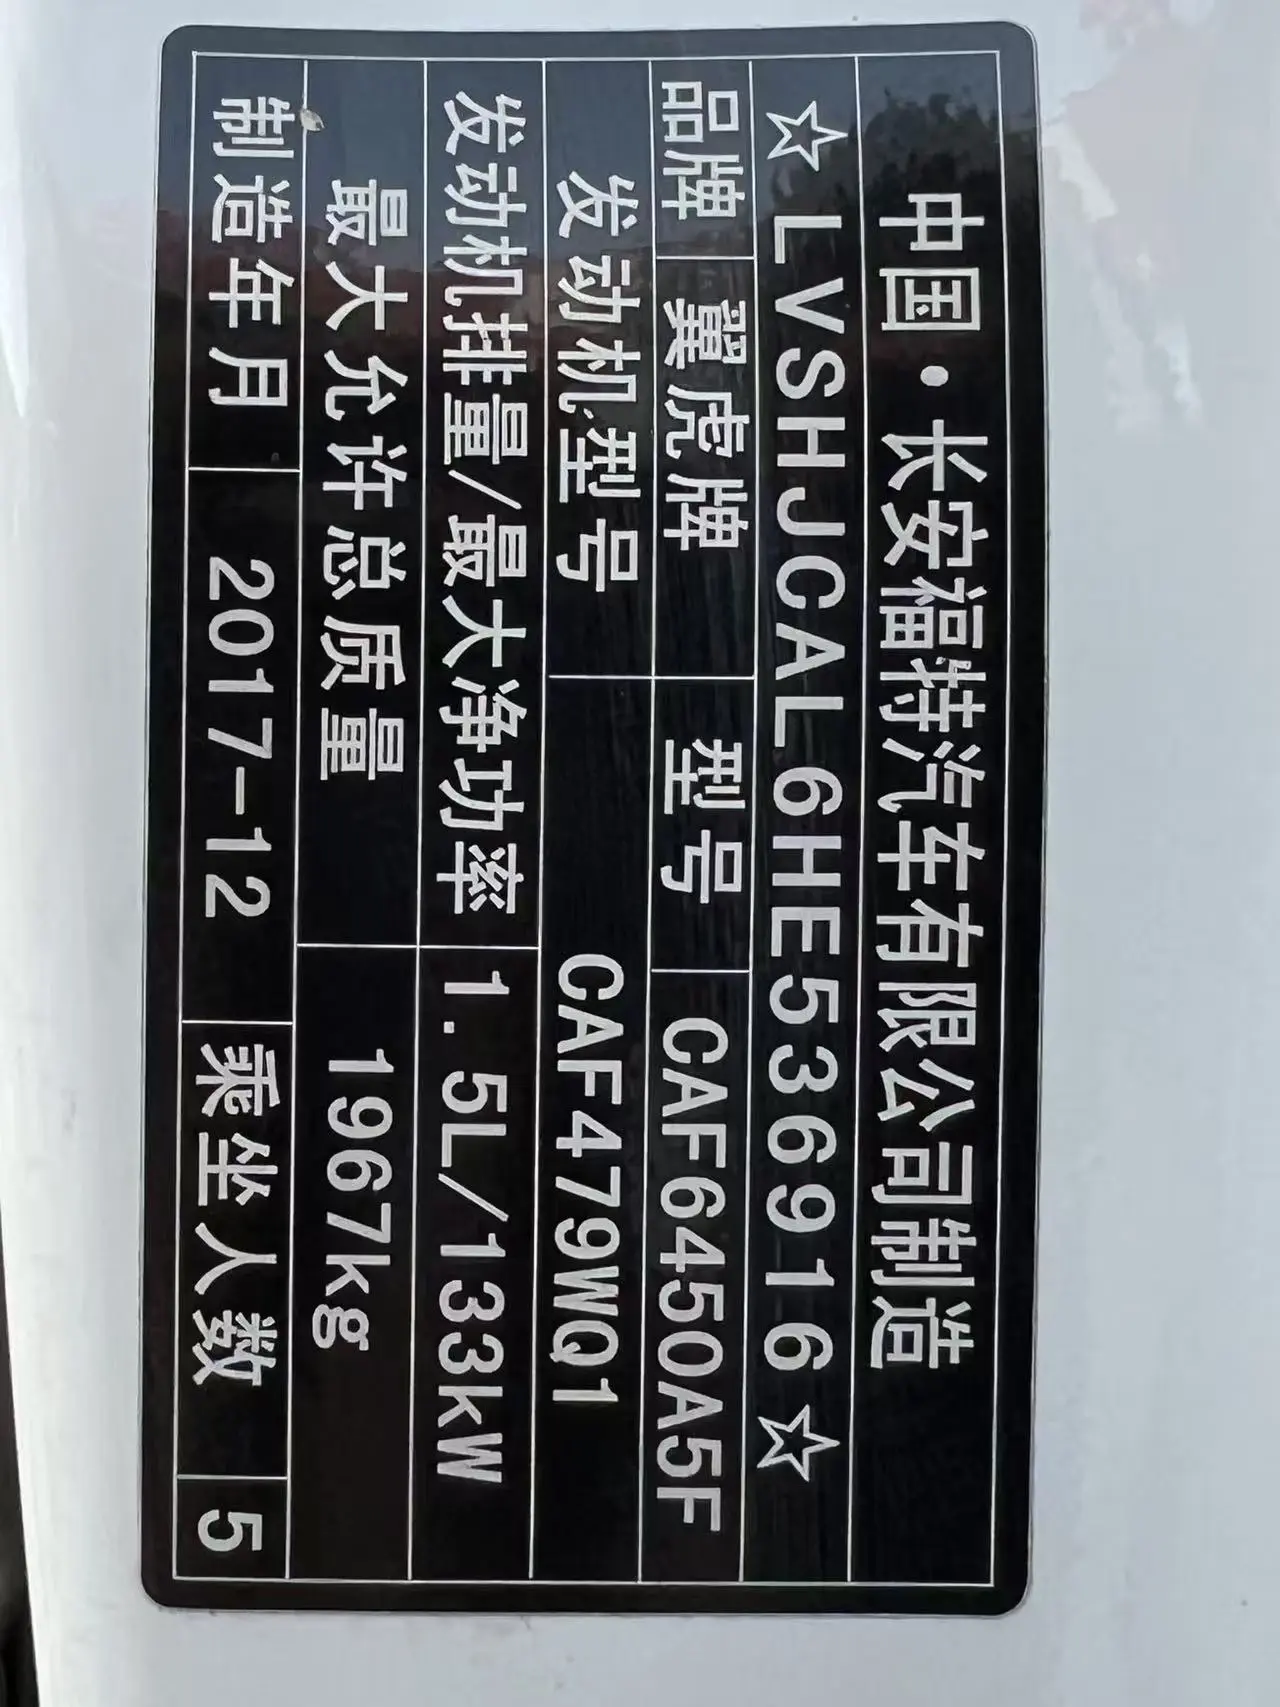 中国·长安福特汽车有限公司制造
☆LVSHJCAL6HE536916☆
品牌 翼虎牌 型号 CAF6450A5F
发动机型号 CAF479WQ1
发动机排量/最大净功率 1.5L/133kW
最大允许总质量 1967kg
制造年月 2017-12 乘坐人数 5